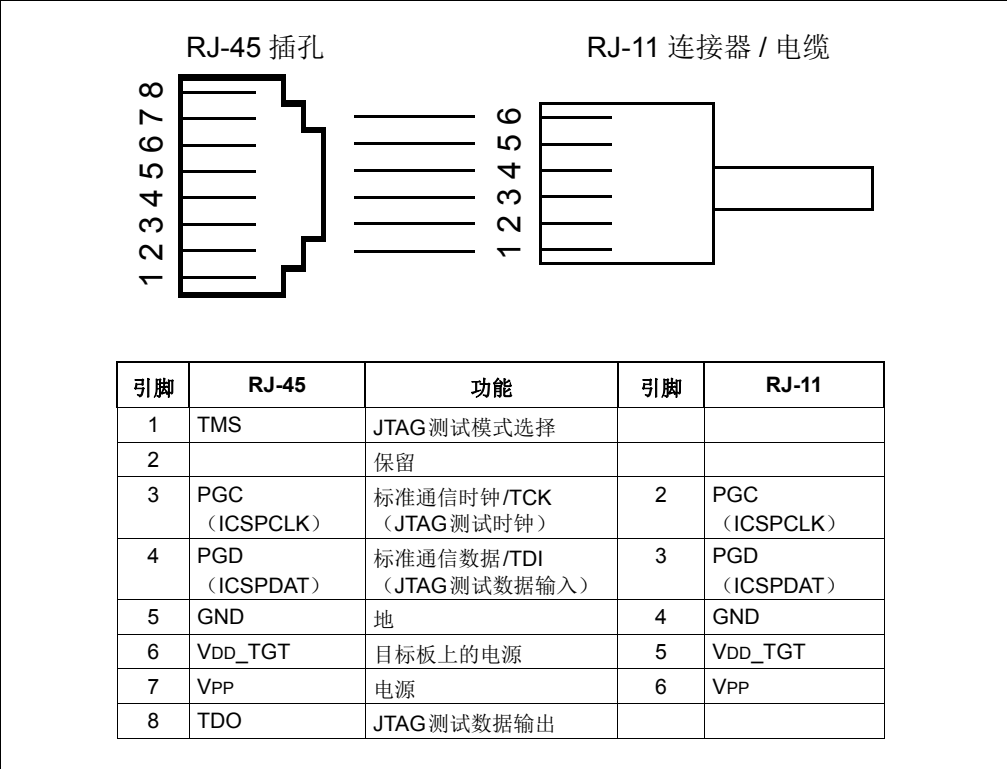 RJ-45 插孔
RJ-11 连接器 / 电缆
8
7
6
5
4
3
2
1
6
5
4
3
2
1
引脚 RJ-45 功能 引脚 RJ-11
1 TMS JTAG测试模式选择
2 保留
3 PGC 标准通信时钟/TCK 2 PGC
（ICSPCLK） （JTAG测试时钟） （ICSPCLK）
4 PGD 标准通信数据/TDI 3 PGD
（ICSPDAT） （JTAG测试数据输入） （ICSPDAT）
5 GND 地 4 GND
6 VDD_TGT 目标板上的电源 5 VDD_TGT
7 VPP 电源 6 VPP
8 TDO JTAG测试数据输出